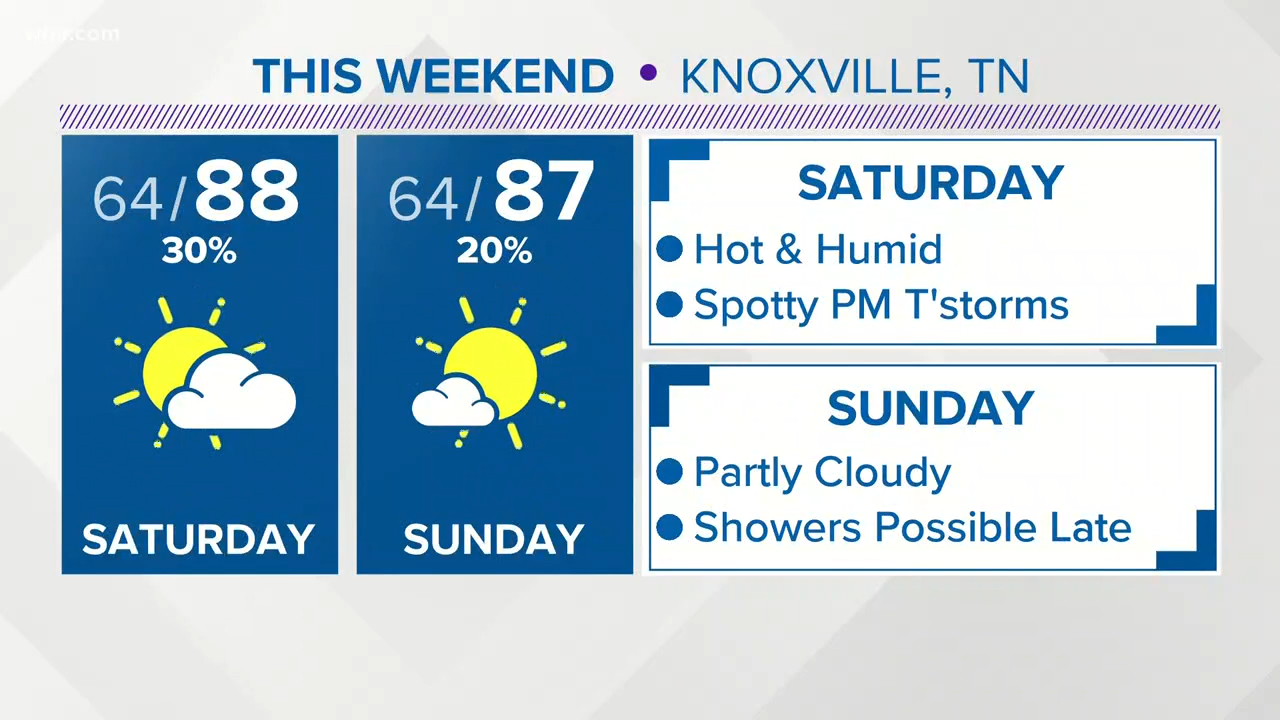 THIS WEEKEND • KNOXVILLE, TN
64/88
30%
SATURDAY
64/87
20%
SUNDAY
SATURDAY
● Hot & Humid
● Spotty PM T'storms
SUNDAY
● Partly Cloudy
● Showers Possible Late